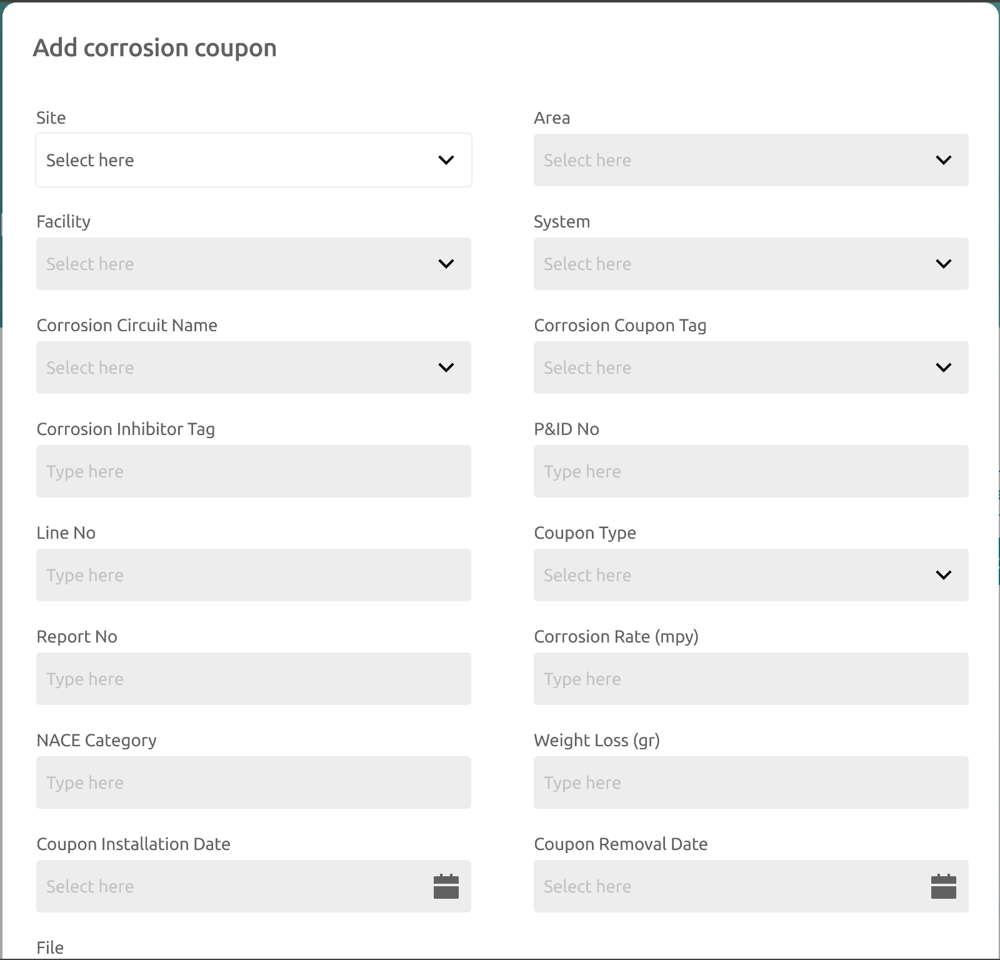 Add corrosion coupon
Site
Area
Select here
Select here
Facility
System
Select here
Select here
Corrosion Circuit Name
Corrosion Coupon Tag
Select here
Select here
Corrosion Inhibitor Tag
P&ID No
Type here
Type here
Line No
Coupon Type
Type here
Select here
Report No
Corrosion Rate (mpy)
Type here
Type here
NACE Category
Weight Loss (gr)
Type here
Type here
Coupon Installation Date
Coupon Removal Date
Select here
Select here
File